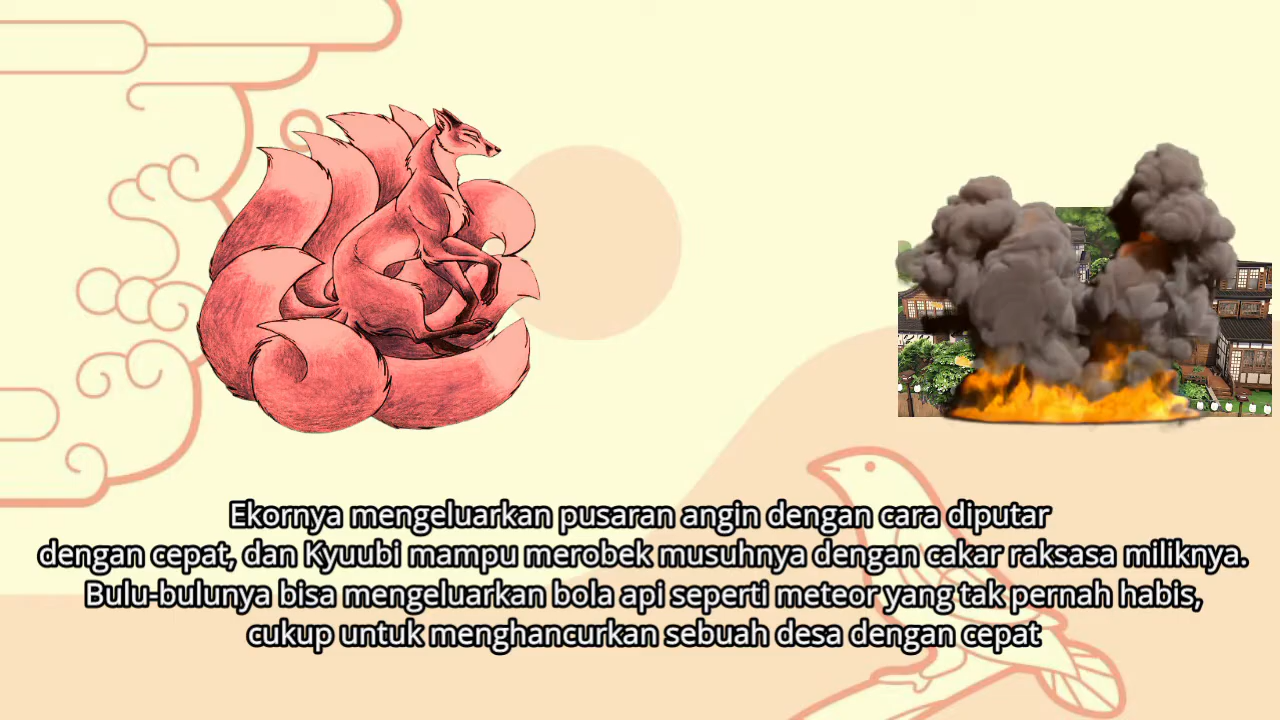 Ekornya mengeluarkan pusaran angin dengan cara diputar
dengan cepat, dan Kyuubi mampu merobek musuhnya dengan cakar raksasa miliknya.
Bulu-bulunya bisa mengeluarkan bola api seperti meteor yang tak pernah habis,
cukup untuk menghancurkan sebuah desa dengan cepat